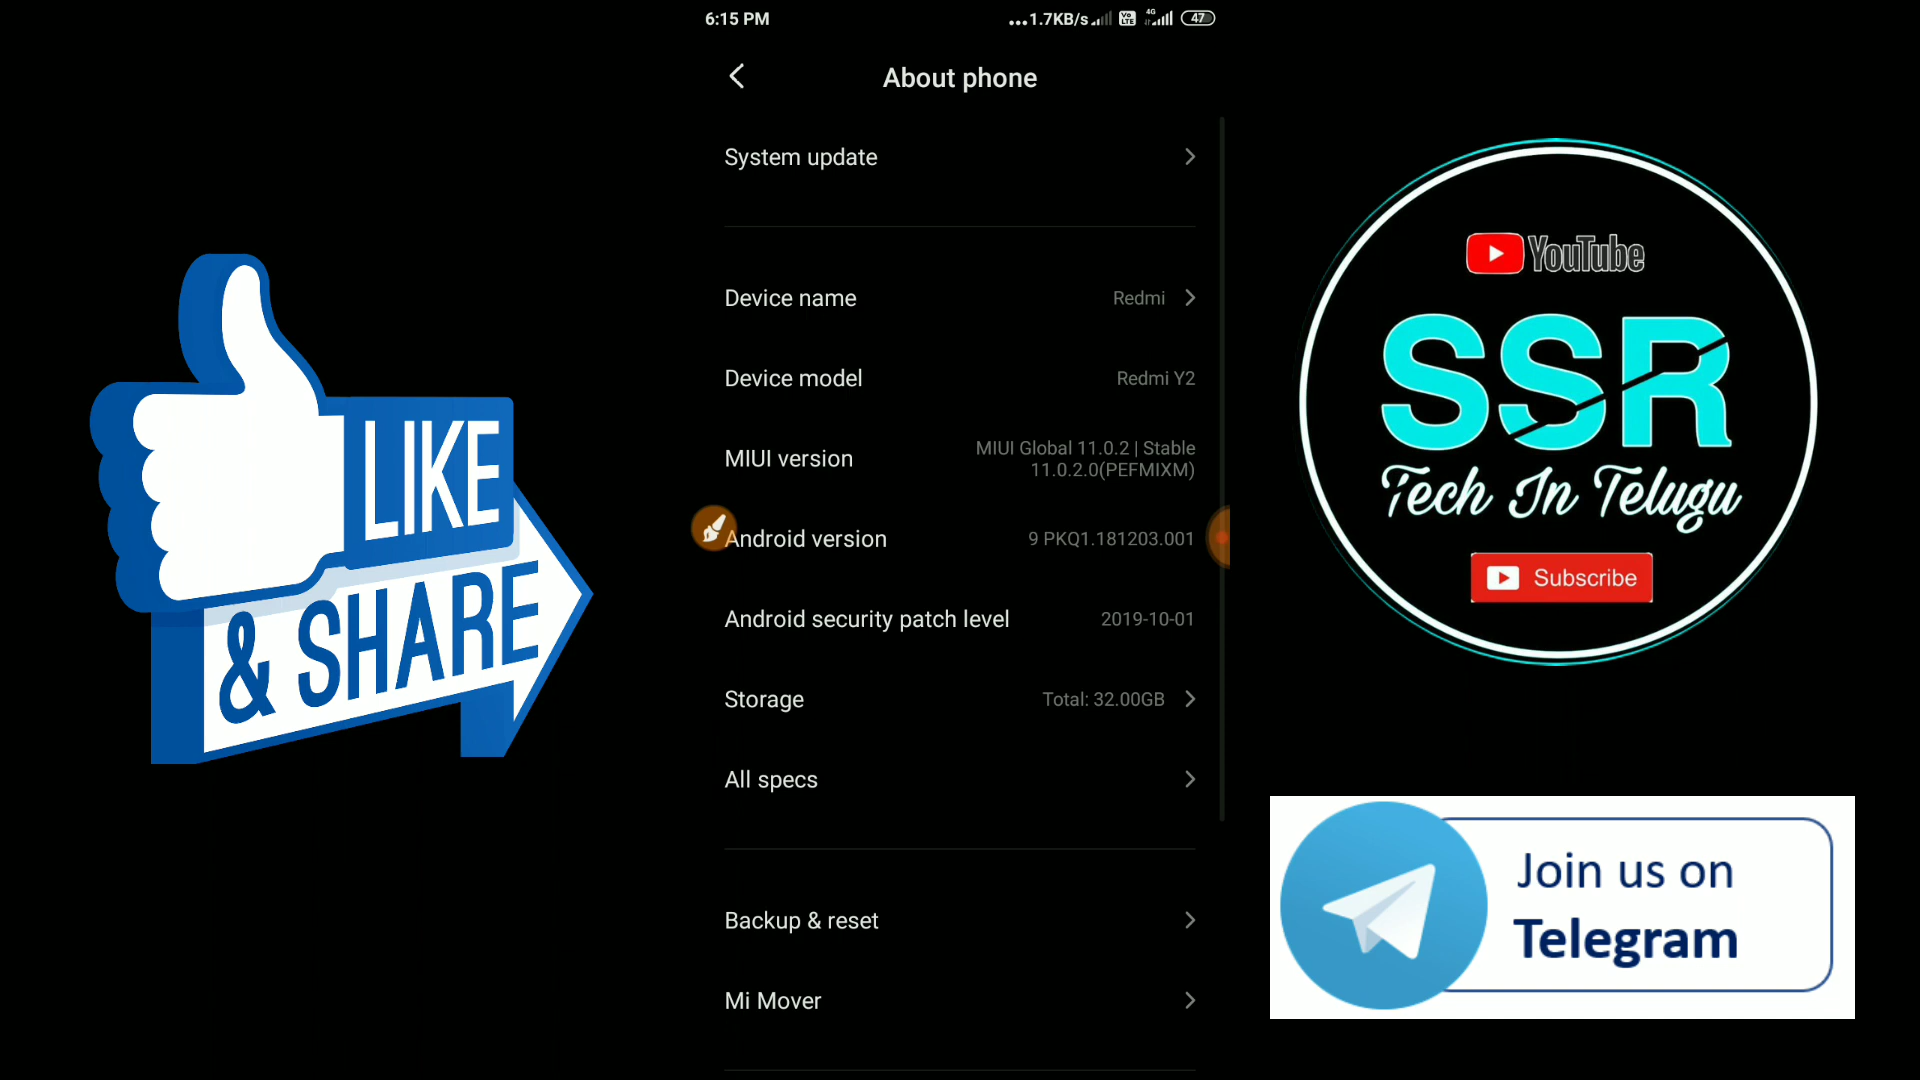 6:15 PM
...1.7KB/s
Vo
LTE
4G
47
About phone
System update
Device name
Redmi
Device model
Redmi Y2
MIUI version
MIUI Global 11.0.2 | Stable
11.0.2.0(PEFMIXM)
Android version
9 PKQ1.181203.001
Android security patch level
2019-10-01
Storage
Total: 32.00GB
All specs
Backup & reset
Mi Mover
LIKE
& SHARE
YouTube
SSR
Tech In Telugu
Subscribe
Join us on
Telegram